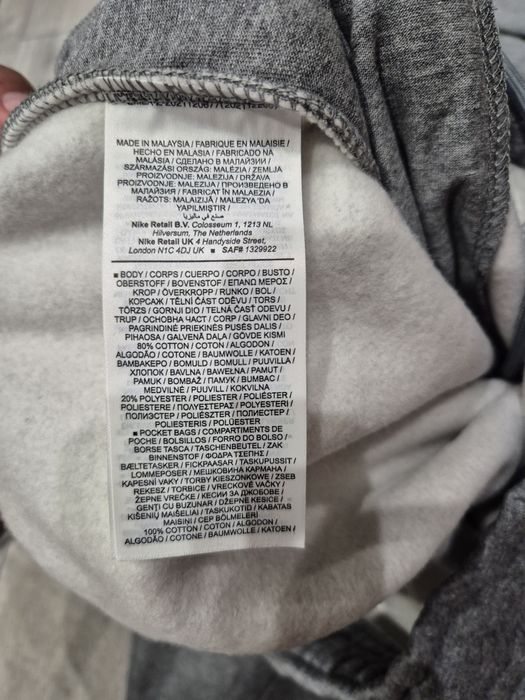 MADE IN MALAYSIA / FABRIQUE EN MALAISIE /
HECHO EN MALASIA / FABRICADO NA
MALÁSIA / СДЕЛАНО В МАЛАЙЗИИ /
SZÁRMAZÁSI ORSZÁG: MALÉZIA / ZEMLJA
PROIZVODNJE: MALEZIJA / DRŽAVA
PROIZVODNJE: MALEZIJA / ПРОИЗВЕДЕНО В
МАЛАЙЗИЯ / FABRICAT ÎN MALAEZIA /
RAŽOTS: MALAIZIJĀ / MALEZYA 'DA
YAPILMIŞTIR /
صنع في ماليزيا
Nike Retail B.V. Colosseum 1, 1213 NL
Hilversum, The Netherlands
Nike Retail UK 4 Handyside Street,
London N1C 4DJ UK ■ SAF# 1329922
■ BODY / CORPS / CUERPO / CORPO / BUSTO /
OBERSTOFF / BOVENSTOF / ΕΠΑΝΩ ΜΕΡΟΣ /
KROP / ÖVERKROPP / RUNKO / BOL /
КОРСАЖ / TĚLNÍ ČÁST ODĚVU / TORS /
TÖRZS / GORNJI DIO / TELNÁ ČASŤ ODEVU /
TRUP / ОСНОВНА ЧАСТ / CORP / GLAVNI DEO /
PAGRINDINĖ PRIEKINĖS PUSĖS DALIS /
PIHAOSA / GALVENĀ DAĻA / GÖVDE KISMI
80% COTTON / COTON / ALGODÓN /
ALGODÃO / COTONE / BAUMWOLLE / KATOEN /
ΒΑΜΒΑΚΕΡΟ / BOMULD / BOMULL / PUUVILLA /
ХЛОПОК / BAVLNA / BAWEŁNA / PAMUT /
PAMUK / BOMBAŽ / ПАМУК / BUMBAC /
MEDVILNĖ / PUUVILL / KOKVILNA
20% POLYESTER / POLIESTER / POLIÉSTER /
POLIESTERE / ΠΟΛΥΕΣΤΕΡΑΣ / POLYESTERI /
ПОЛИЭСТЕР / POLIÉSZTER / ПОЛИЕСТЕР /
POLIESTERIS / POLÜESTER
■ POCKET BAGS / COMPARTIMENTS DE
POCHE / BOLSILLOS / FORRO DO BOLSO /
BORSE TASCA / TASCHENBEUTEL / ZAK
BINNENSTOF / ΦΟΔΡΑ ΤΣΕΠΗΣ /
BÆLTETASKER / FICKPÅSAR / TASKUPUSSIT /
LOMMEPOSER / МЕШКОВИНА КАРМАНА /
KAPESNÍ VAKY / TORBY KIESZONKOWE / ZSEB
REKESZ / TORBICE / VRECKOVÉ VAČKY /
ŽEPNE VREČKE / КЕСИИ ЗА ДЖОБОВЕ /
GENȚI CU BUZUNAR / DŽEPNE KESICE /
KIŠENIŲ MAIŠELIAI / TASKUKOTID / KABATAS
MAISIŅI / CEP BÖLMELERİ
100% COTTON / COTON / ALGODÓN /
ALGODÃO / COTONE / BAUMWOLLE / KATOEN /